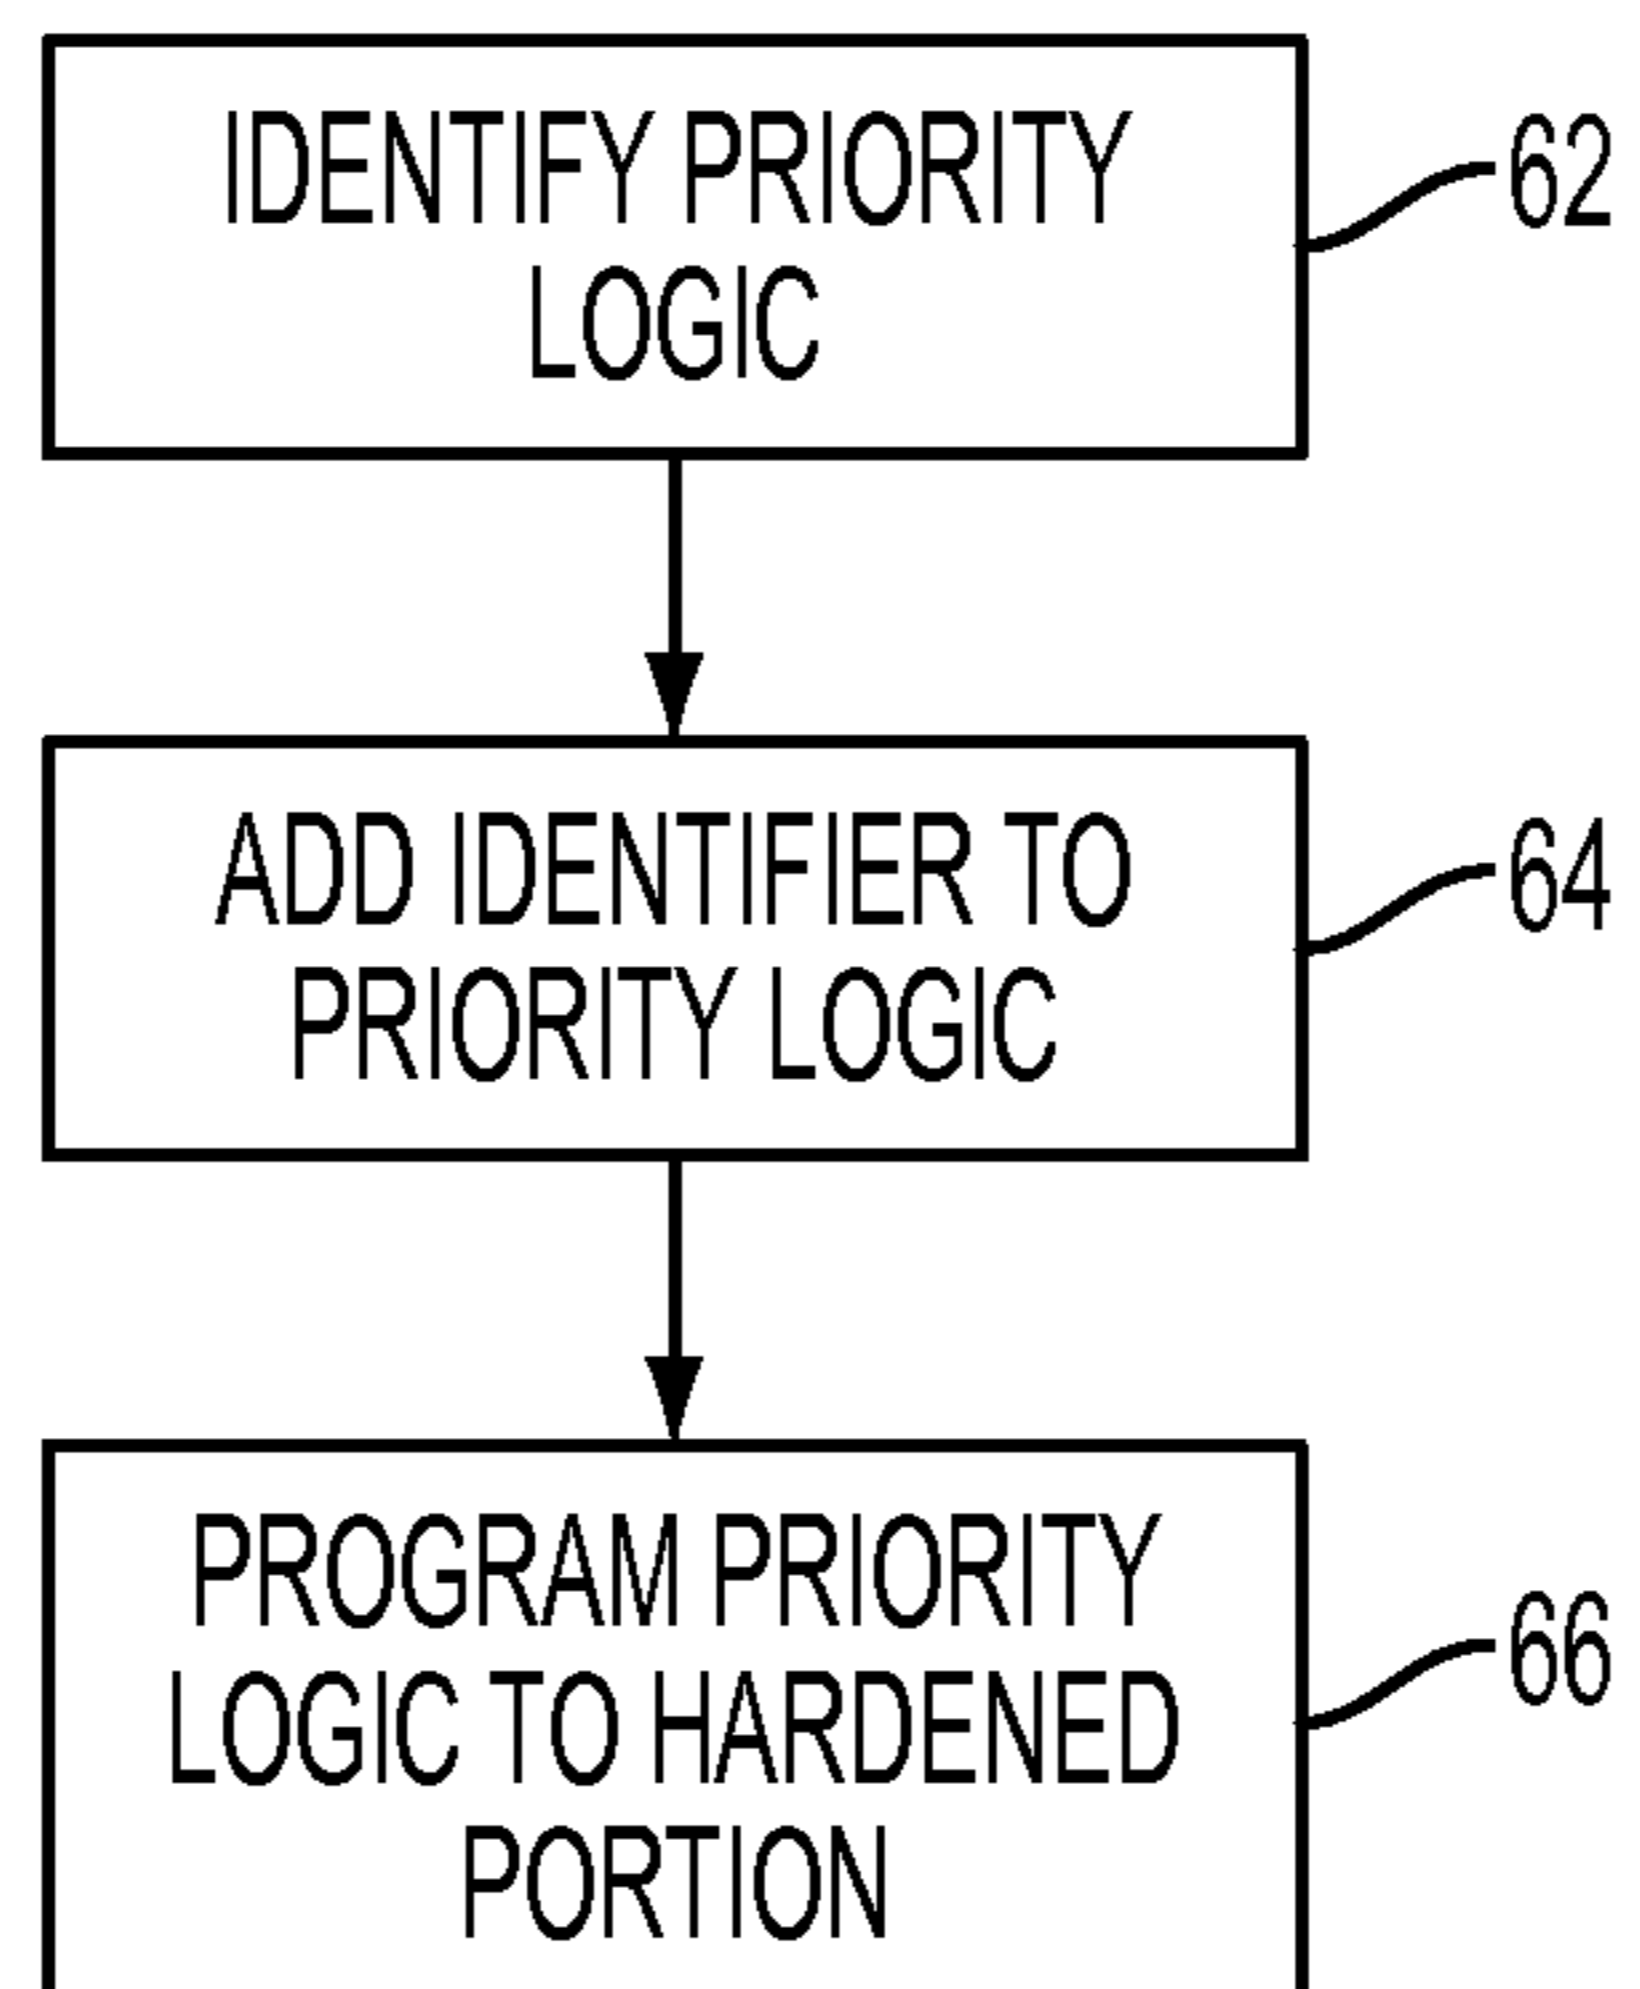 IDENTIFY PRIORITY
LOGIC
62
ADD IDENTIFIER TO
PRIORITY LOGIC
64
PROGRAM PRIORITY
LOGIC TO HARDENED
PORTION
66